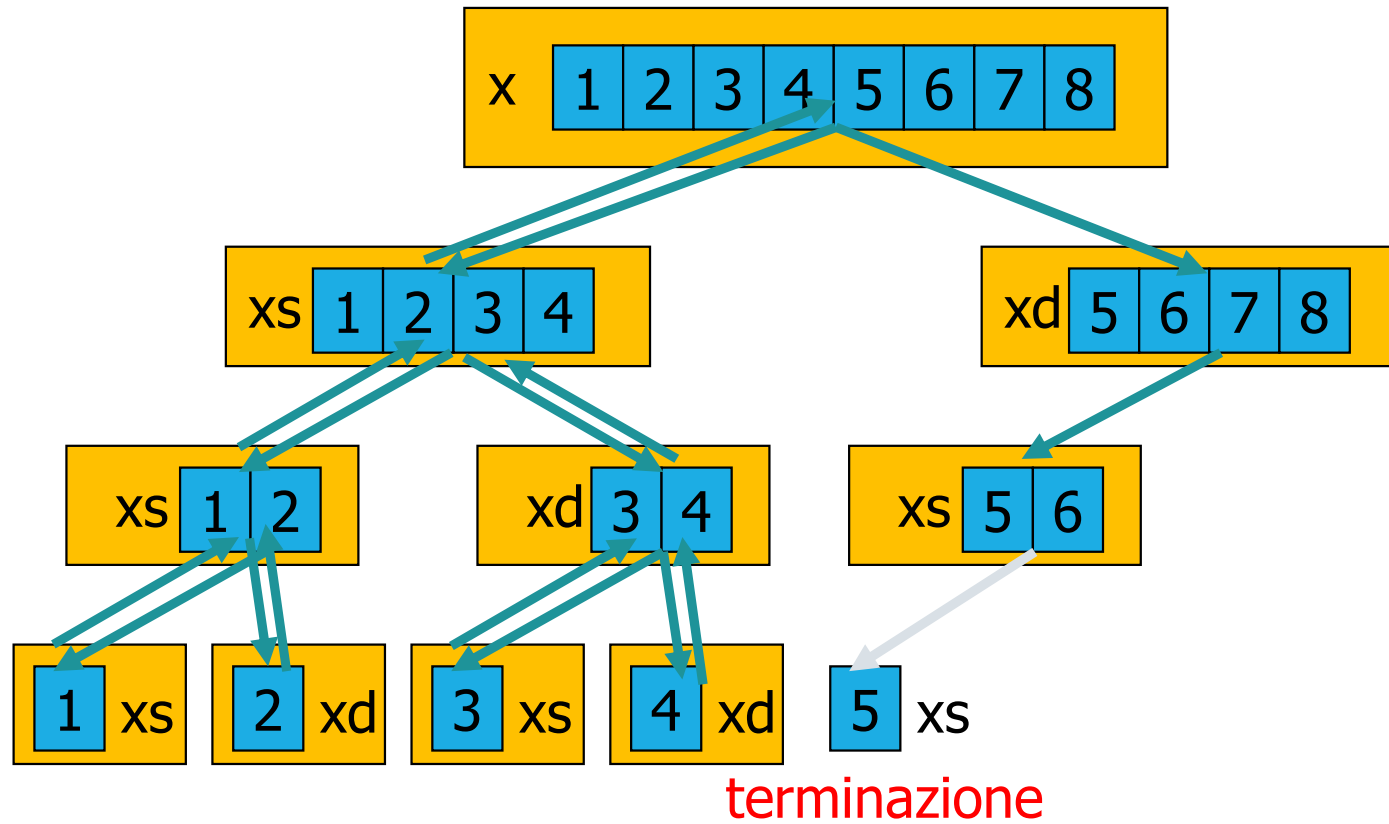 x 1 2 3 4 5 6 7 8
xs 1 2 3 4
xd 5 6 7 8
xs 1 2
xd 3 4
xs 5 6
1 xs
2 xd
3 xs
4 xd
5 xs
terminazione